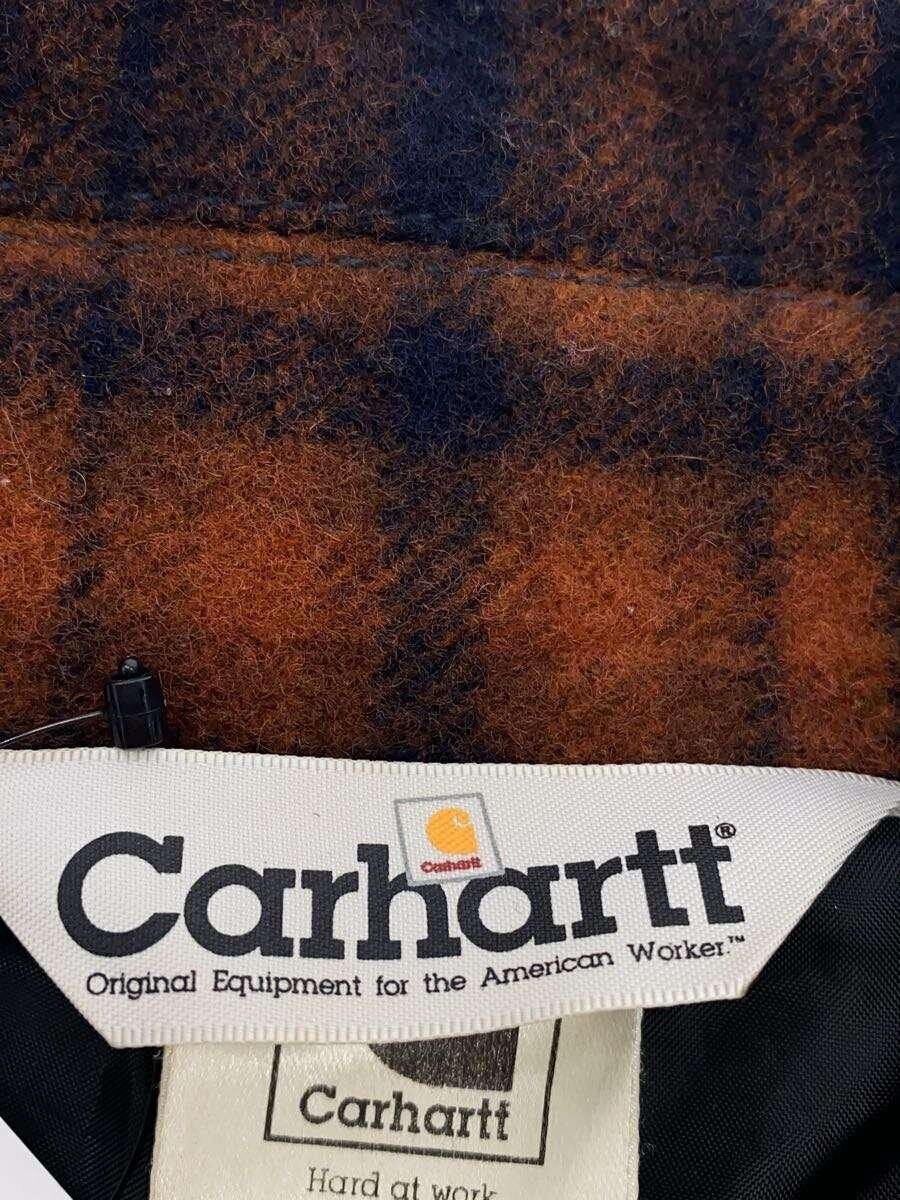 Carhartt®
Carhartt
Original Equipment for the American Worker.™
Carhartt
Hard at work